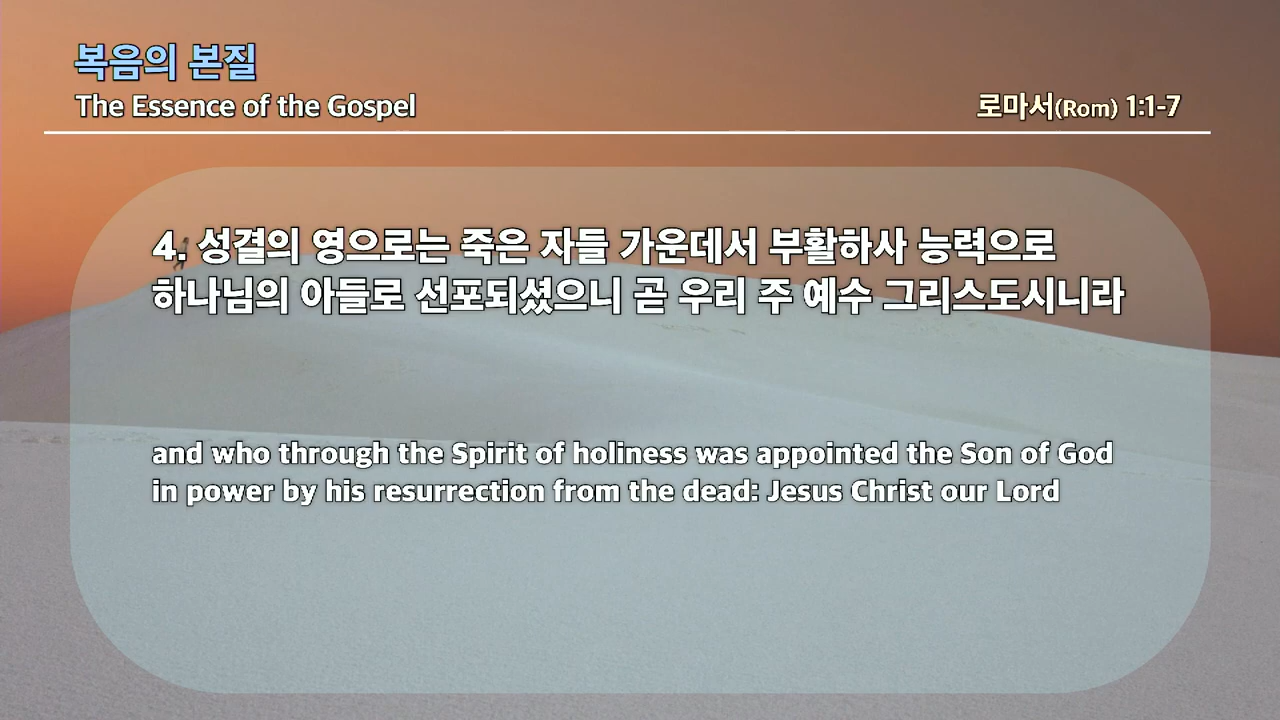 복음의 본질
The Essence of the Gospel
로마서(Rom) 1:1-7
4. 성결의 영으로는 죽은 자들 가운데서 부활하사 능력으로
하나님의 아들로 선포되셨으니 곧 우리 주 예수 그리스도시니라
and who through the Spirit of holiness was appointed the Son of God
in power by his resurrection from the dead: Jesus Christ our Lord